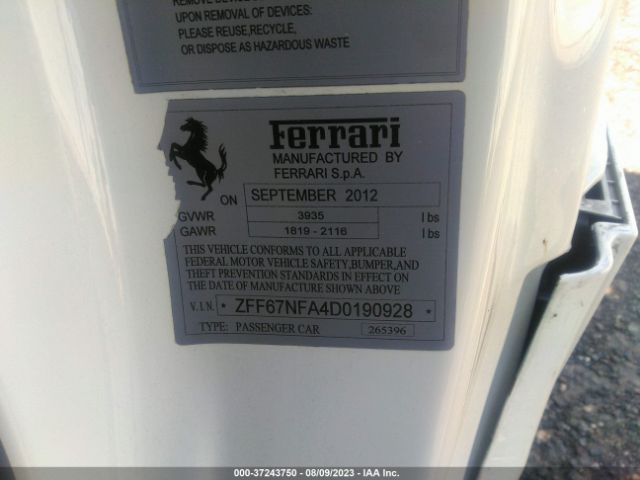 UPON REMOVAL OF DEVICES:
PLEASE REUSE,RECYCLE,
OR DISPOSE AS HAZARDOUS WASTE
Ferrari
MANUFACTURED BY
FERRARI S.p.A.
ON SEPTEMBER 2012
GVWR 3935 lbs
GAWR 1819 - 2116 lbs
THIS VEHICLE CONFORMS TO ALL APPLICABLE
FEDERAL MOTOR VEHICLE SAFETY,BUMPER,AND
THEFT PREVENTION STANDARDS IN EFFECT ON
THE DATE OF MANUFACTURE SHOWN ABOVE
V.I.N. * ZFF67NFA4D0190928 *
TYPE: PASSENGER CAR 265396
000-37243750 - 08/09/2023 - IAA Inc.